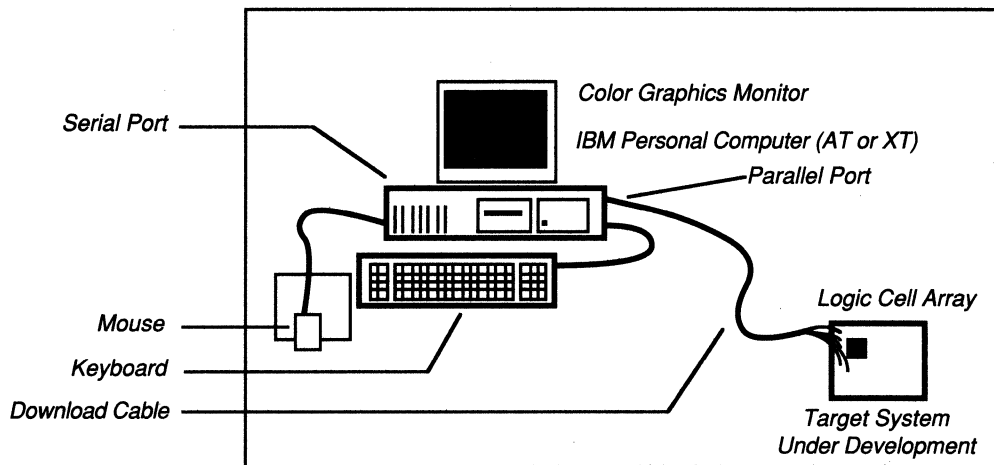 Color Graphics Monitor
Serial Port
IBM Personal Computer (AT or XT)
Parallel Port
Logic Cell Array
Mouse
Keyboard
Download Cable
Target System
Under Development